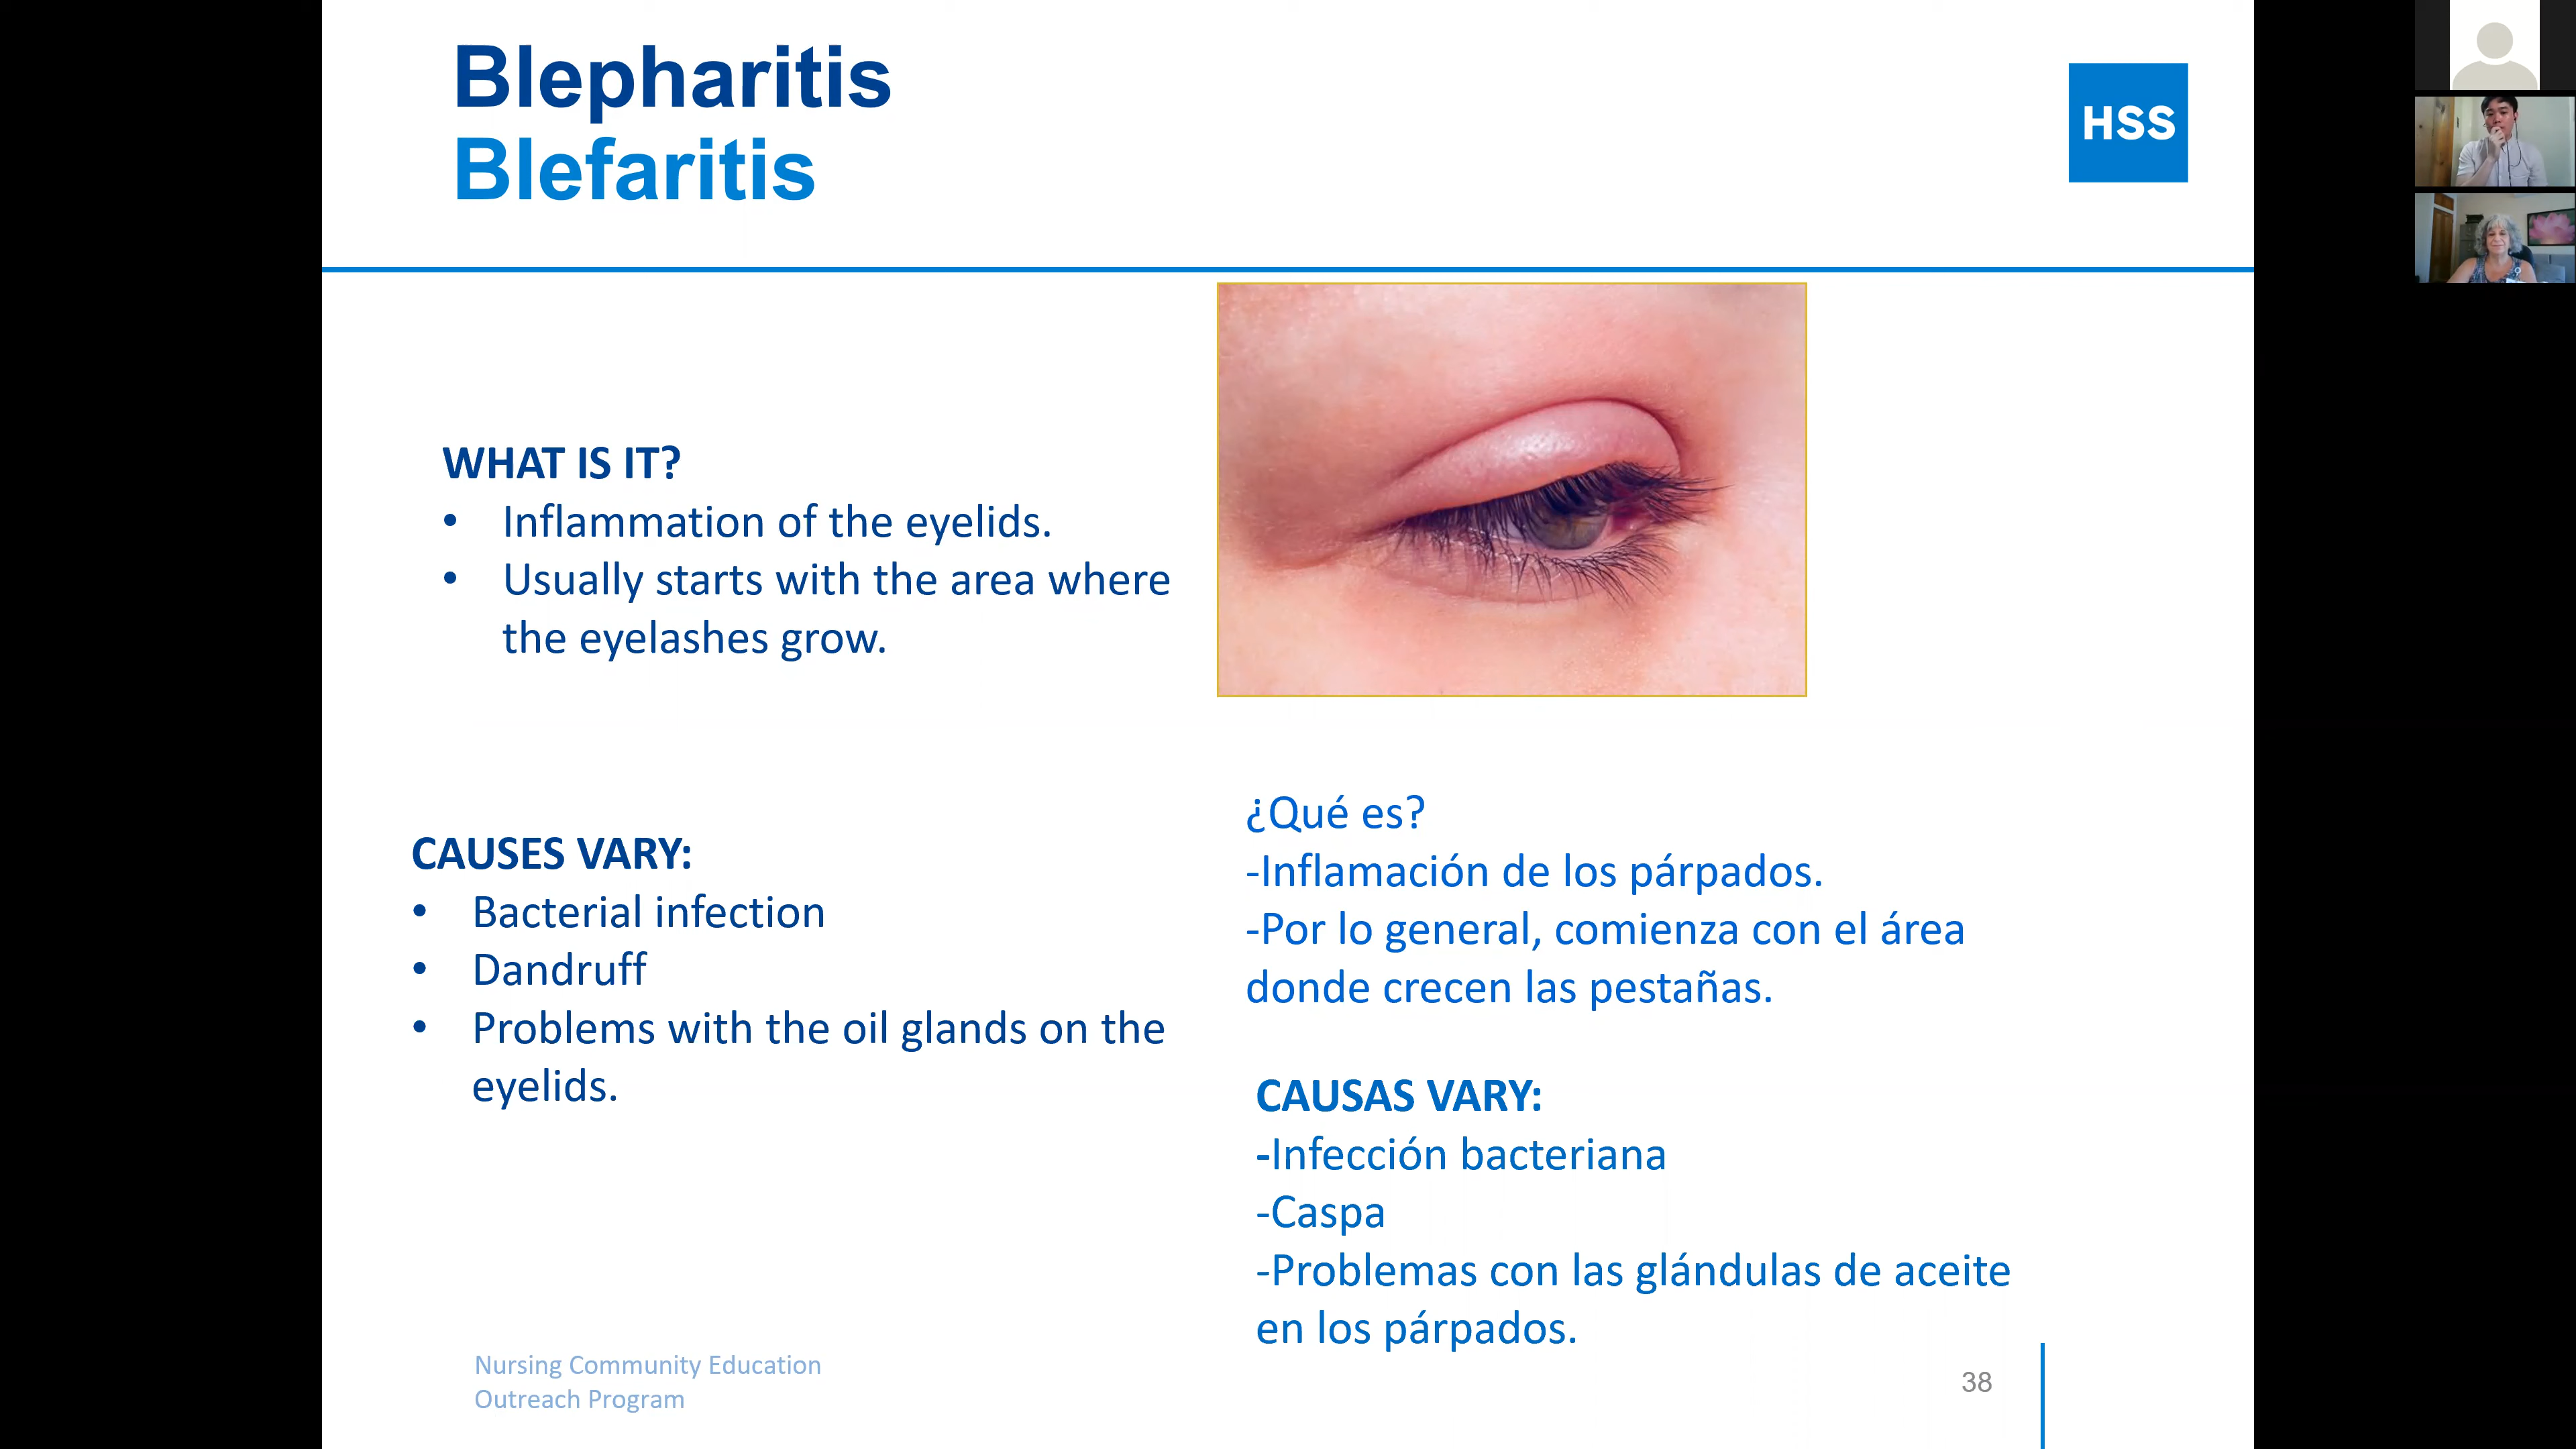 Blepharitis
Blefaritis
HSS
WHAT IS IT?
• Inflammation of the eyelids.
• Usually starts with the area where
the eyelashes grow.
CAUSES VARY:
• Bacterial infection
• Dandruff
• Problems with the oil glands on the
eyelids.
¿Qué es?
-Inflamación de los párpados.
-Por lo general, comienza con el área
donde crecen las pestañas.
CAUSAS VARY:
-Infección bacteriana
-Caspa
-Problemas con las glándulas de aceite
en los párpados.
Nursing Community Education
Outreach Program
38